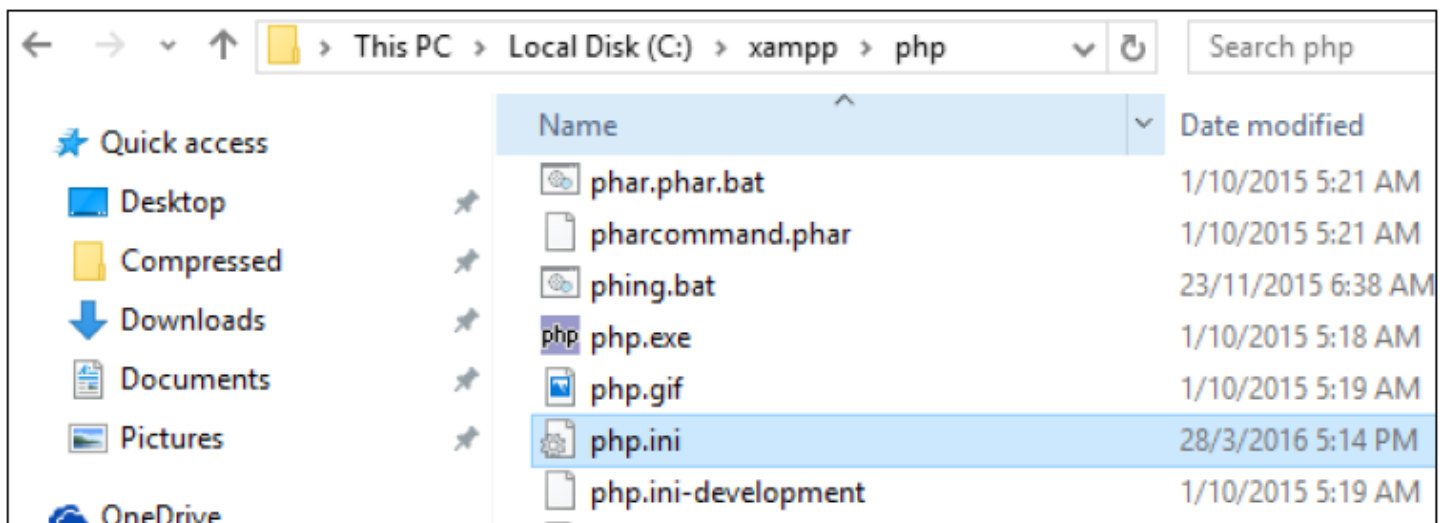 This PC > Local Disk (C:) > xampp > php Search php
Name Date modified
Quick access
Desktop
Compressed
Downloads
Documents
Pictures
OneDrive
phar.phar.bat 1/10/2015 5:21 AM
pharcommand.phar 1/10/2015 5:21 AM
phing.bat 23/11/2015 6:38 AM
php php.exe 1/10/2015 5:18 AM
php.gif 1/10/2015 5:19 AM
php.ini 28/3/2016 5:14 PM
php.ini-development 1/10/2015 5:19 AM